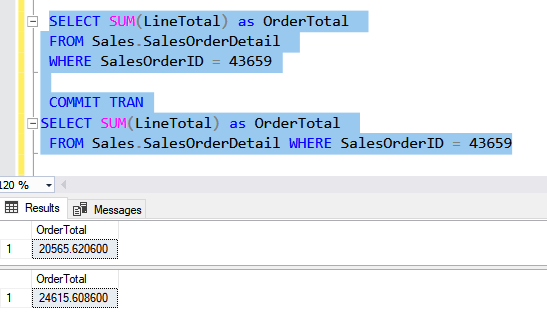 SELECT SUM(LineTotal) as OrderTotal
FROM Sales.SalesOrderDetail
WHERE SalesOrderID = 43659
COMMIT TRAN
SELECT SUM(LineTotal) as OrderTotal
FROM Sales.SalesOrderDetail WHERE SalesOrderID = 43659
120 %
Results Messages
OrderTotal
1 20565.620600
OrderTotal
1 24615.608600